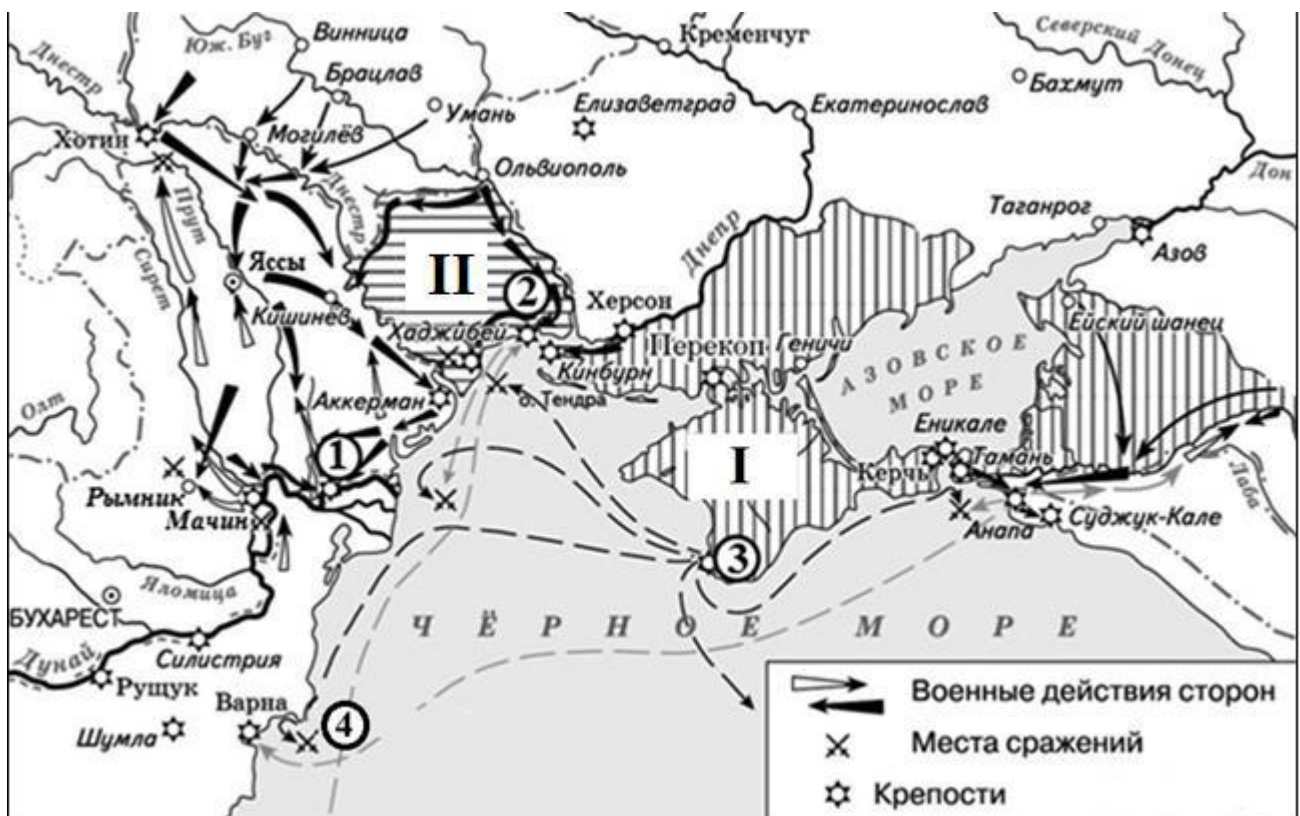 Днестр
Юж. Буг
Винница
Брацлав
Кременчуг
Северский Донец
Бахмут
Елизаветград
Екатеринослав
Умань
Хотин
Могилёв
Ольвиополь
Днестр
Дон
Прут
Сирет
Днепр
Таганрог
Азов
II
Яссы
2
Херсон
Кишинёв
Хаджибей
Перекоп
Геничи
Ейский шанец
АЗОВСКОЕ
МОРЕ
Кинбурн
Олт
Аккерман
о. Тендра
Еникале
1
I
Керчь
Тамань
Лаба
Рымник
Мачин
Анапа
Суджук-Кале
3
Яломица
БУХАРЕСТ
ЧЁРНОЕ МОРЕ
Силистрия
Дунай
Рущук
Варна
4
Шумла
Военные действия сторон
Места сражений
Крепости